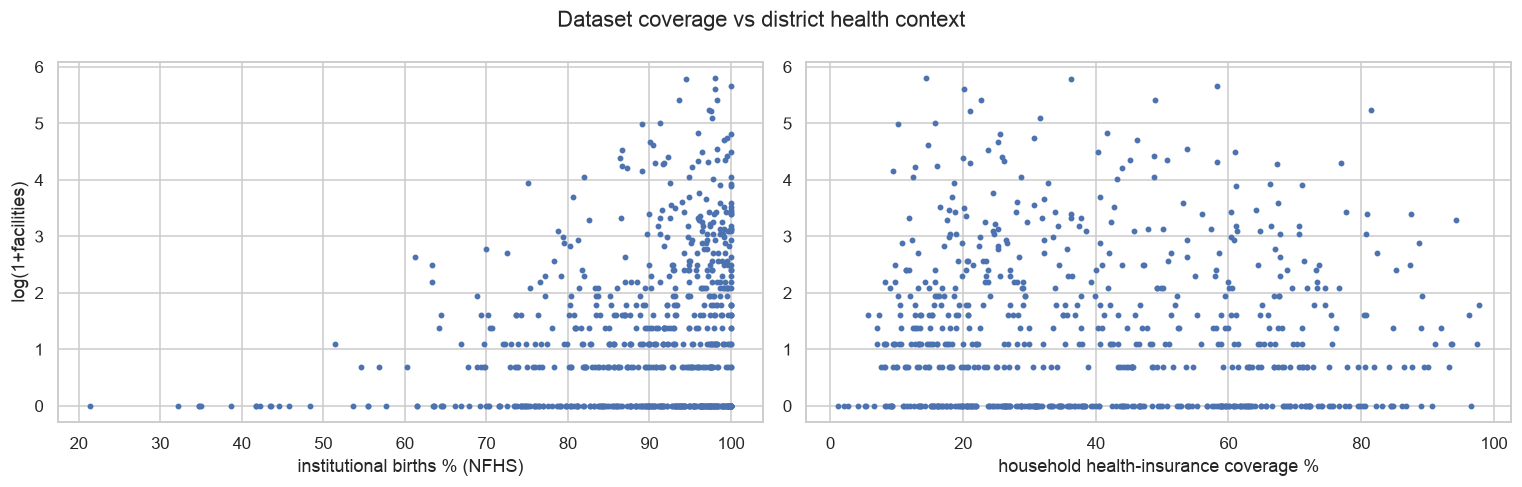 Dataset coverage vs district health context
log(1+facilities)
6
5
4
3
2
1
0
20 30 40 50 60 70 80 90 100
institutional births % (NFHS)
6
5
4
3
2
1
0
0 20 40 60 80 100
household health-insurance coverage %